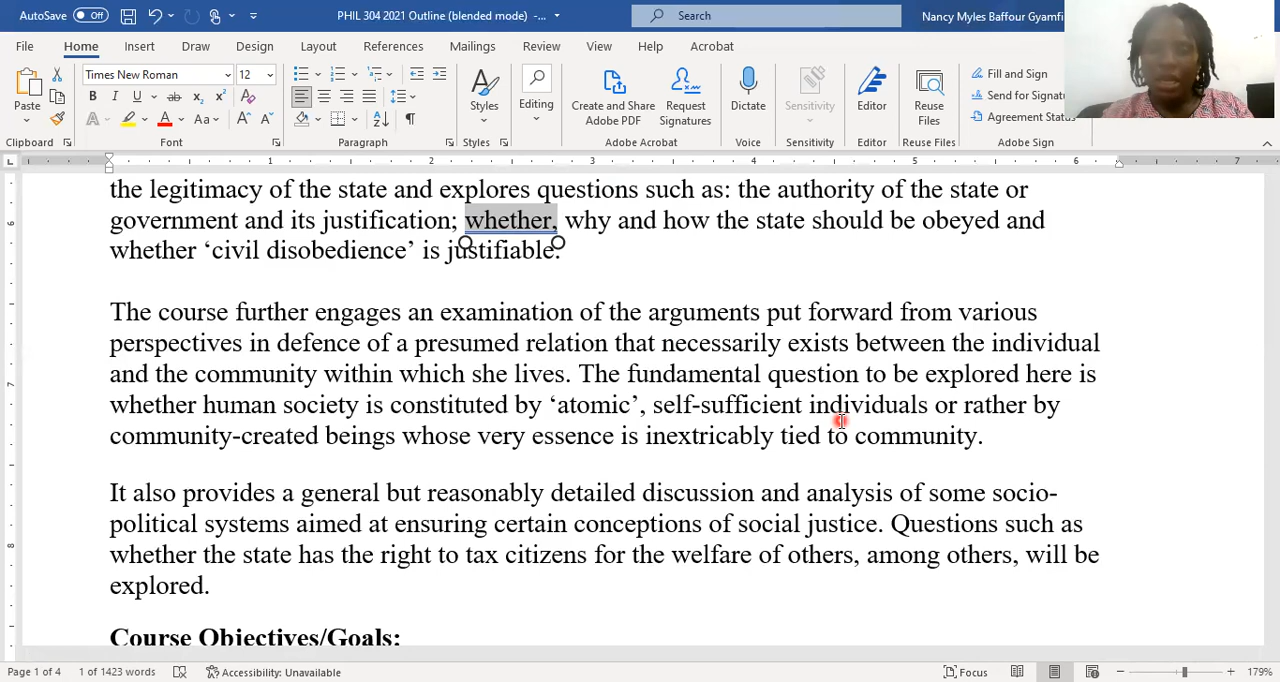 AutoSave Off
PHIL 304 2021 Outline (blended mode) -...
Search
Nancy Myles Baffour Gyamfi
File Home Insert Draw Design Layout References Mailings Review View Help Acrobat
Times New Roman 12
Paste
Styles
Editing
Create and Share Adobe PDF
Request Signatures
Dictate
Sensitivity
Editor
Reuse Files
Fill and Sign
Send for Signatu
Agreement Status
Clipboard Font Paragraph Styles Adobe Acrobat Voice Sensitivity Editor Reuse Files Adobe Sign
1 2 3 4 5 6 7
the legitimacy of the state and explores questions such as: the authority of the state or
government and its justification; whether, why and how the state should be obeyed and
whether ‘civil disobedience’ is justifiable.
The course further engages an examination of the arguments put forward from various
perspectives in defence of a presumed relation that necessarily exists between the individual
and the community within which she lives. The fundamental question to be explored here is
whether human society is constituted by ‘atomic’, self-sufficient individuals or rather by
community-created beings whose very essence is inextricably tied to community.
It also provides a general but reasonably detailed discussion and analysis of some socio-
political systems aimed at ensuring certain conceptions of social justice. Questions such as
whether the state has the right to tax citizens for the welfare of others, among others, will be
explored.
Course Objectives/Goals:
Page 1 of 4 1 of 1423 words Accessibility: Unavailable Focus 179%